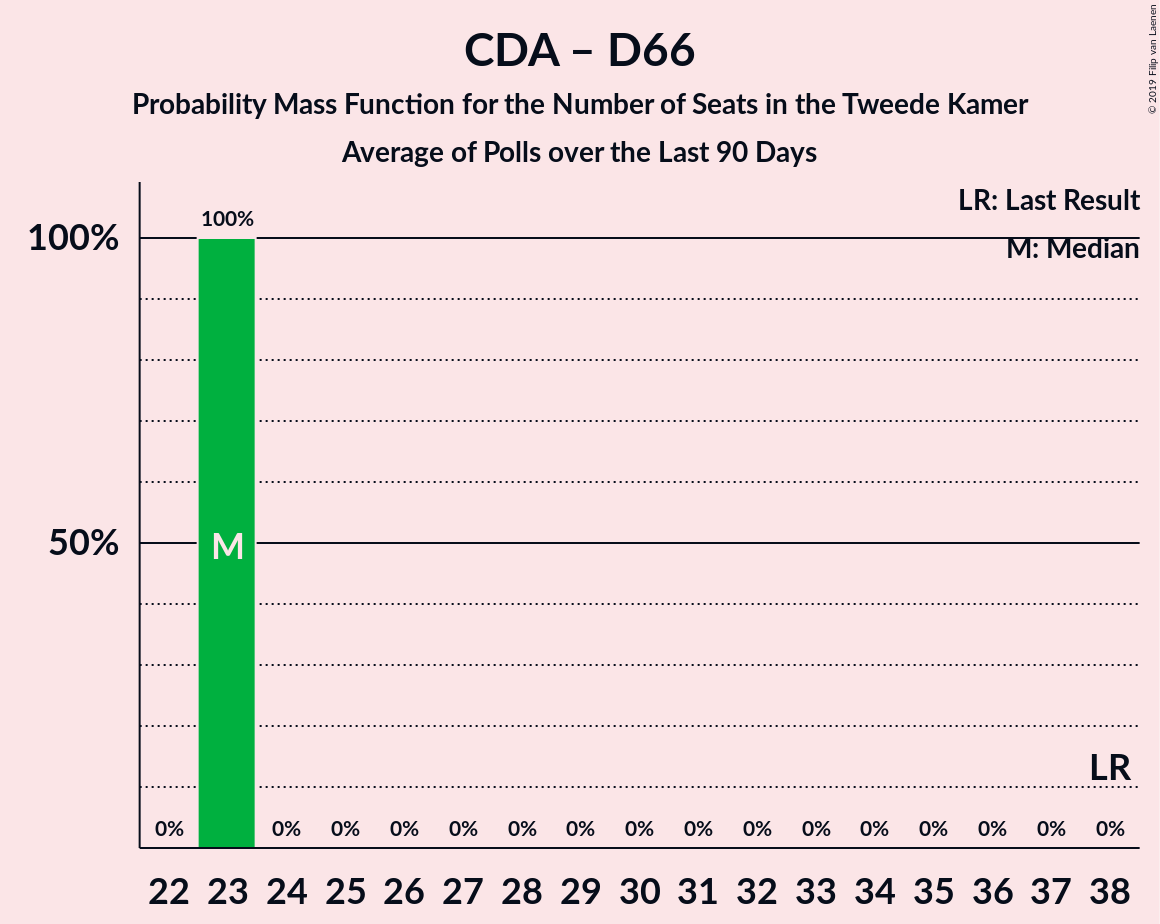 CDA – D66
Probability Mass Function for the Number of Seats in the Tweede Kamer
Average of Polls over the Last 90 Days
© 2019 Filip van Laenen
LR: Last Result
M: Median
100%
100%
50%
M
LR
0% 0% 0% 0% 0% 0% 0% 0% 0% 0% 0% 0% 0% 0% 0% 0%
22 23 24 25 26 27 28 29 30 31 32 33 34 35 36 37 38